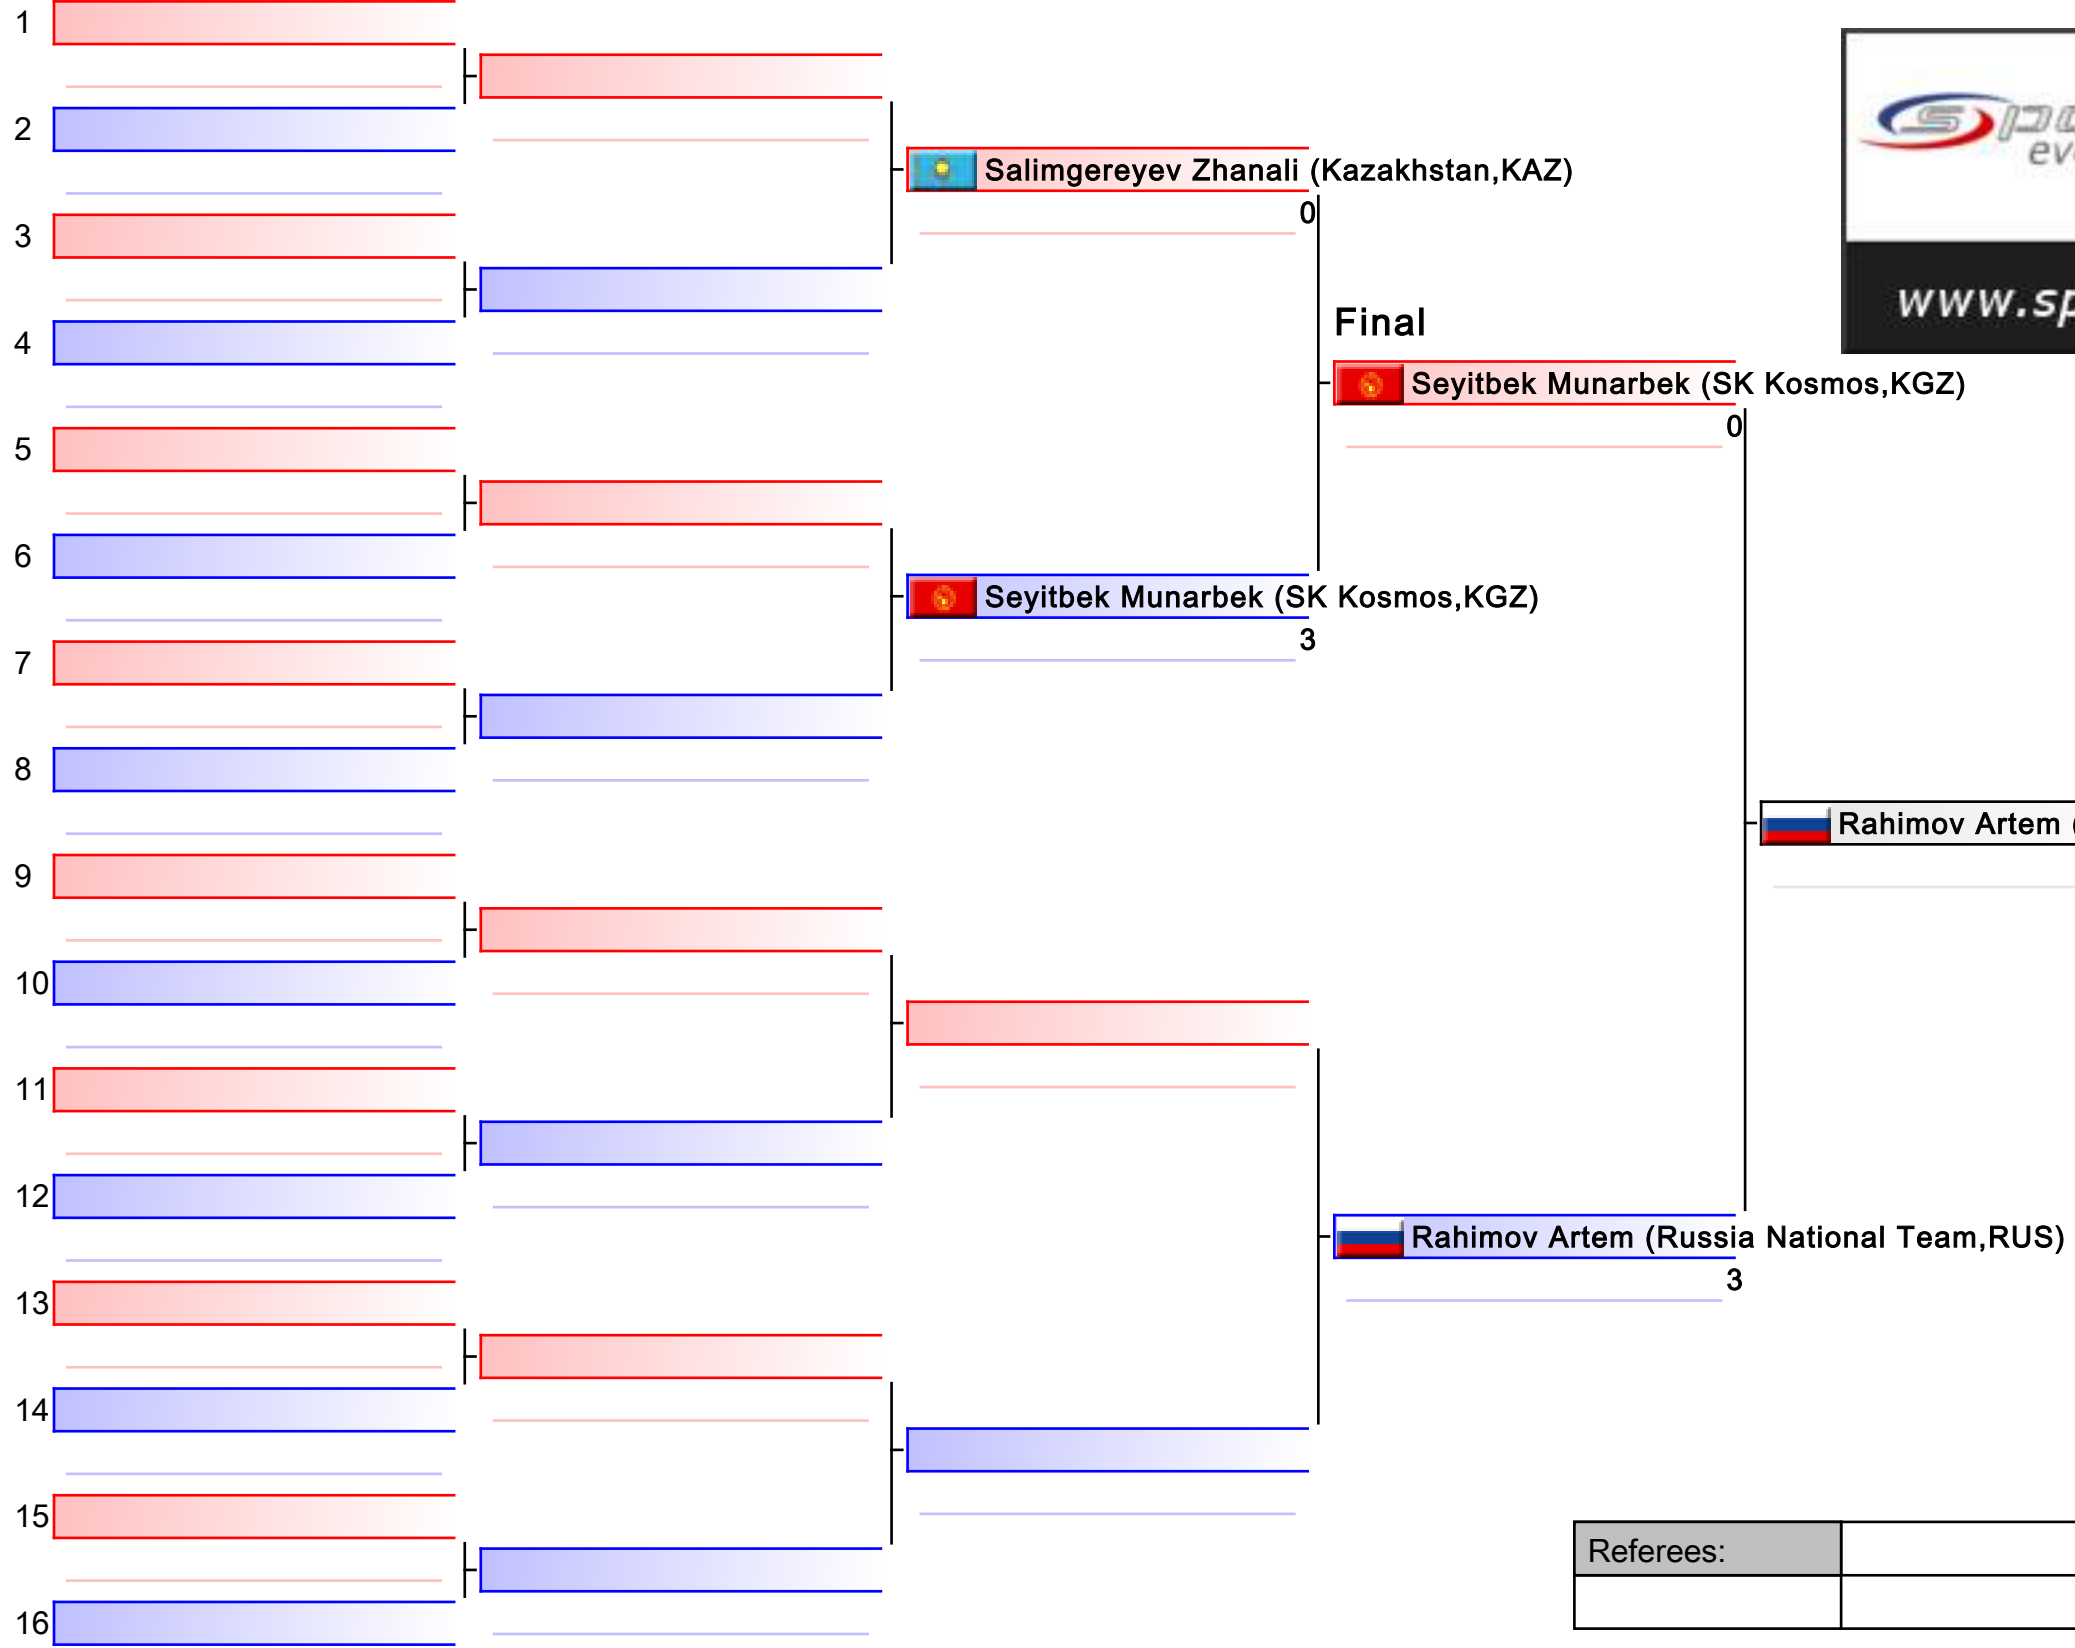 1
2
Salimgereyev Zhanali (Kazakhstan,KAZ)
0
3
www.sp
Final
4
Seyitbek Munarbek (SK Kosmos,KGZ)
0
5
6
Seyitbek Munarbek (SK Kosmos,KGZ)
3
7
8
Rahimov Artem (
9
10
11
12
Rahimov Artem (Russia National Team,RUS)
3
13
14
15
Referees:
16